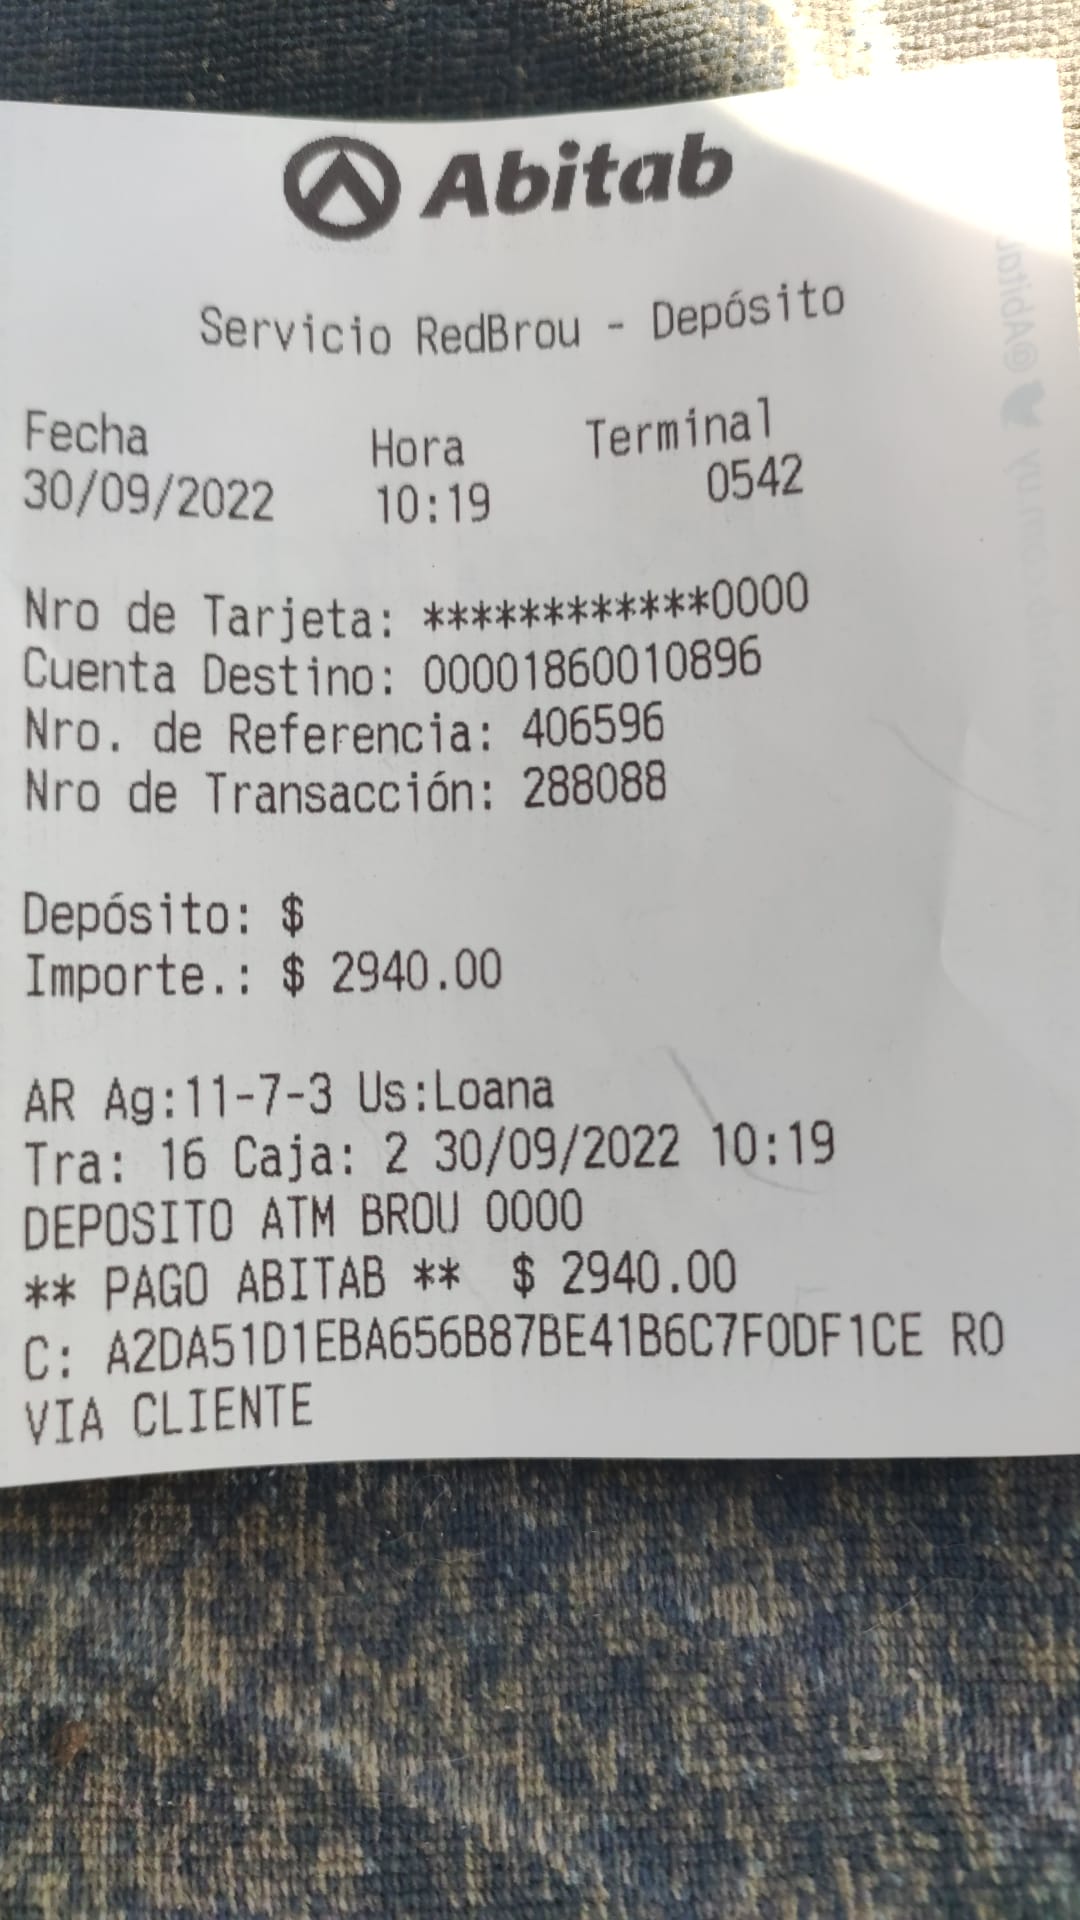 Abitab
Servicio RedBrou - Depósito
Fecha Hora Terminal
30/09/2022 10:19 0542
Nro de Tarjeta: ************0000
Cuenta Destino: 00001860010896
Nro. de Referencia: 406596
Nro de Transacción: 288088
Depósito: $
Importe.: $ 2940.00
AR Ag:11-7-3 Us:Loana
Tra: 16 Caja: 2 30/09/2022 10:19
DEPOSITO ATM BROU 0000
** PAGO ABITAB ** $ 2940.00
C: A2DA51D1EBA656B87BE41B6C7F0DF1CE RO
VIA CLIENTE